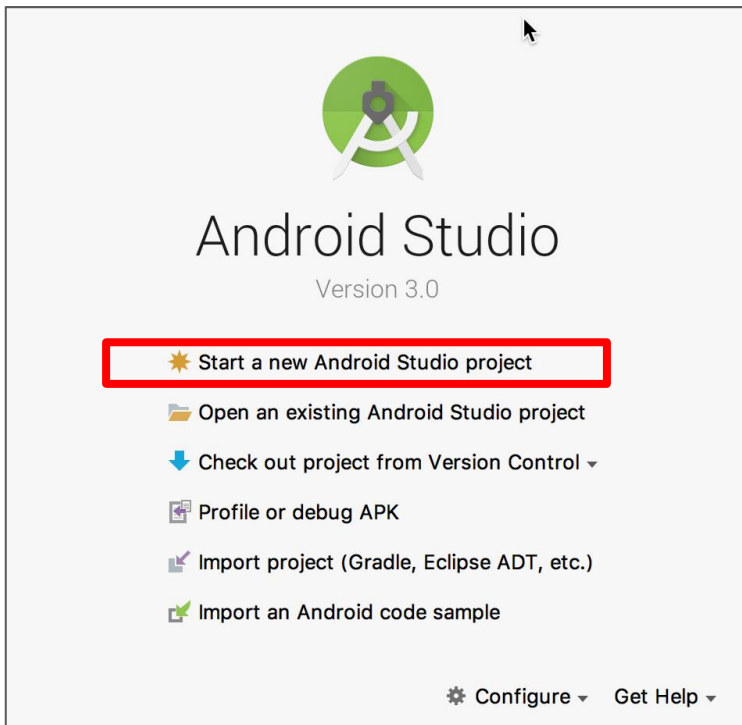 Android Studio
Version 3.0
Start a new Android Studio project
Open an existing Android Studio project
Check out project from Version Control
Profile or debug APK
Import project (Gradle, Eclipse ADT, etc.)
Import an Android code sample
Configure Get Help